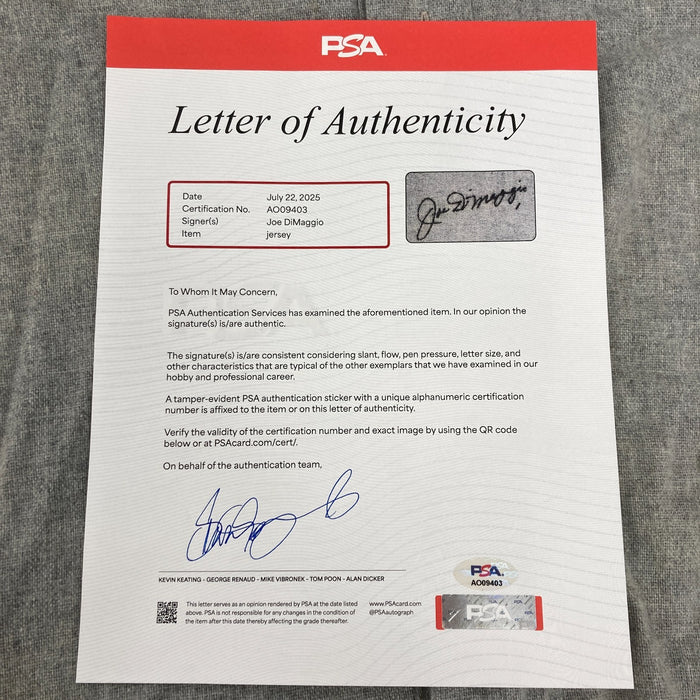 PSA
Letter of Authenticity
Date July 22, 2025
Certification No. AO09403
Signer(s) Joe DiMaggio
Item jersey
Joe DiMaggio
To Whom It May Concern,
PSA Authentication Services has examined the aforementioned item. In our opinion the
signature(s) is/are authentic.
The signature(s) is/are consistent considering slant, flow, pen pressure, letter size, and
other characteristics that are typical of the other exemplars that we have examined in our
hobby and professional career.
A tamper-evident PSA authentication sticker with a unique alphanumeric certification
number is affixed to the item or on this letter of authenticity.
Verify the validity of the certification number and exact image by using the QR code
below or at PSAcard.com/cert/.
On behalf of the authentication team,
KEVIN KEATING - GEORGE RENAUD - MIKE VIBRONEK - TOM POON - ALAN DICKER
This letter serves as an opinion rendered by PSA at the date listed
above. PSA is not responsible for any changes in the condition of
the item after this date thereby affecting the grade thereafter.
www.PSAcard.com
@PSAautograph
PSA
AO09403
PSA